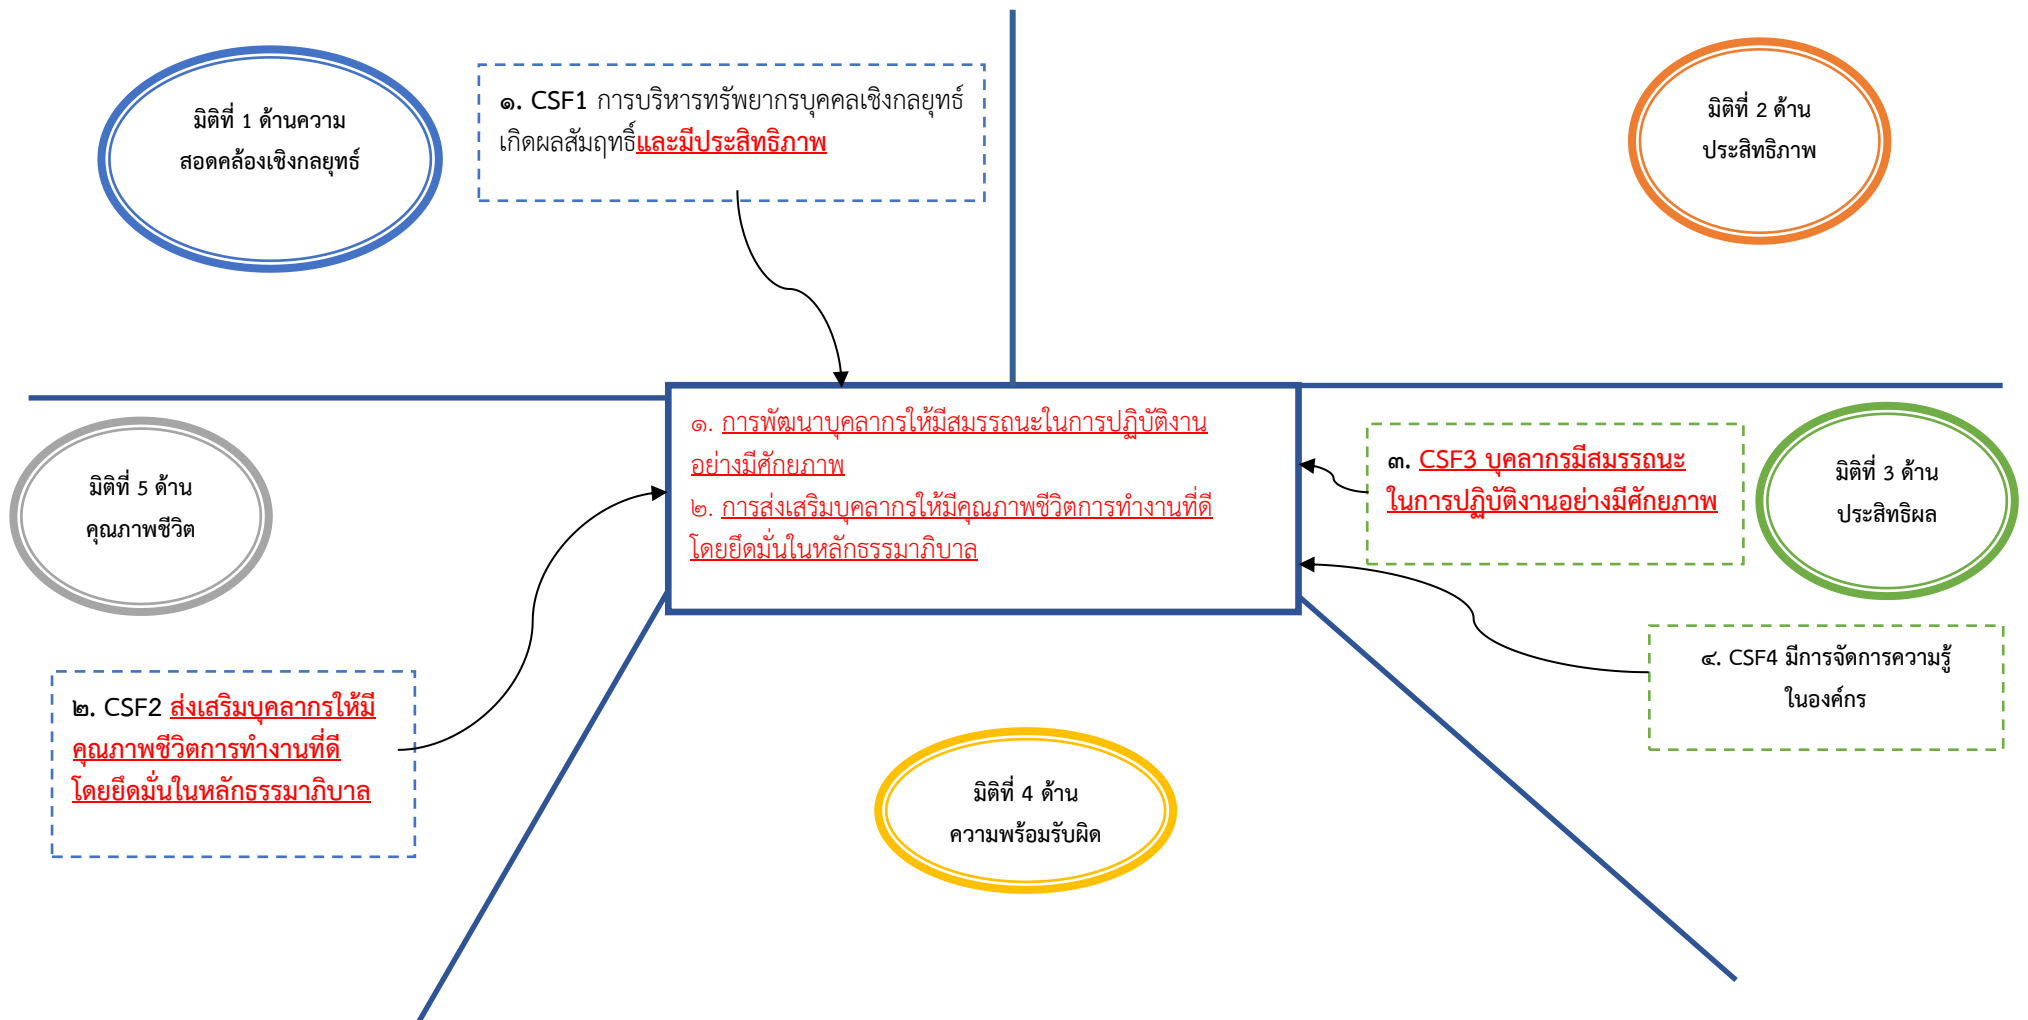 มิติที่ 1 ด้านความ
สอดคล้องเชิงกลยุทธ์
๑. CSF1 การบริหารทรัพยากรบุคคลเชิงกลยุทธ์
เกิดผลสัมฤทธิ์และมีประสิทธิภาพ
มิติที่ 2 ด้าน
ประสิทธิภาพ
มิติที่ 5 ด้าน
คุณภาพชีวิต
๑. การพัฒนาบุคลากรให้มีสมรรถนะในการปฏิบัติงาน
อย่างมีศักยภาพ
๒. การส่งเสริมบุคลากรให้มีคุณภาพชีวิตการทำงานที่ดี
โดยยึดมั่นในหลักธรรมาภิบาล
๓. CSF3 บุคลากรมีสมรรถนะ
ในการปฏิบัติงานอย่างมีศักยภาพ
มิติที่ 3 ด้าน
ประสิทธิผล
๒. CSF2 ส่งเสริมบุคลากรให้มี
คุณภาพชีวิตการทำงานที่ดี
โดยยึดมั่นในหลักธรรมาภิบาล
๔. CSF4 มีการจัดการความรู้
ในองค์กร
มิติที่ 4 ด้าน
ความพร้อมรับผิด